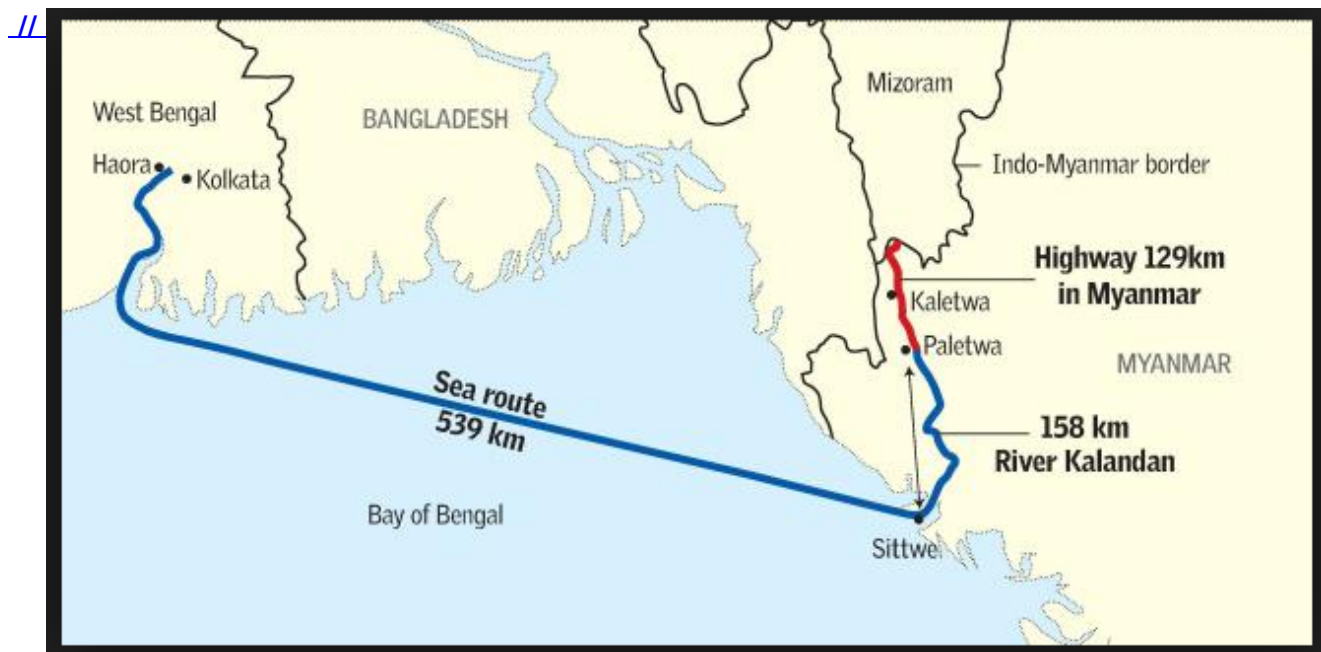 //
West Bengal
BANGLADESH
Mizoram
Haora
Kolkata
Indo-Myanmar border
Highway 129km
in Myanmar
Kaletwa
Paletwa
MYANMAR
Sea route
539 km
158 km
River Kalandan
Bay of Bengal
Sittwe